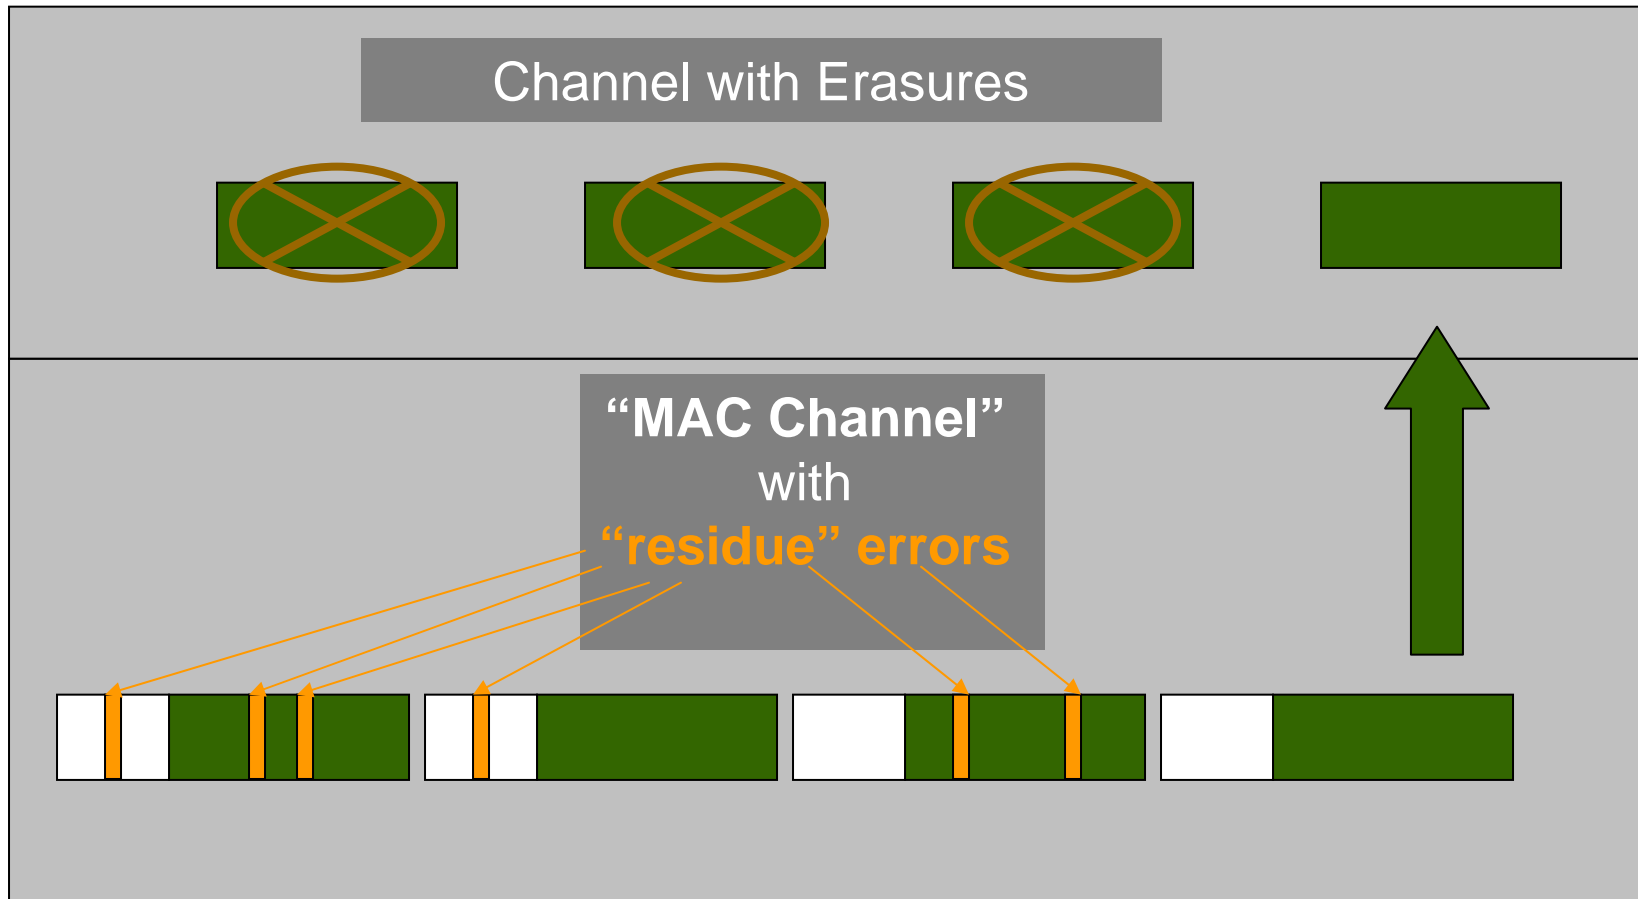 Channel with Erasures
“MAC Channel”
with
“residue” errors